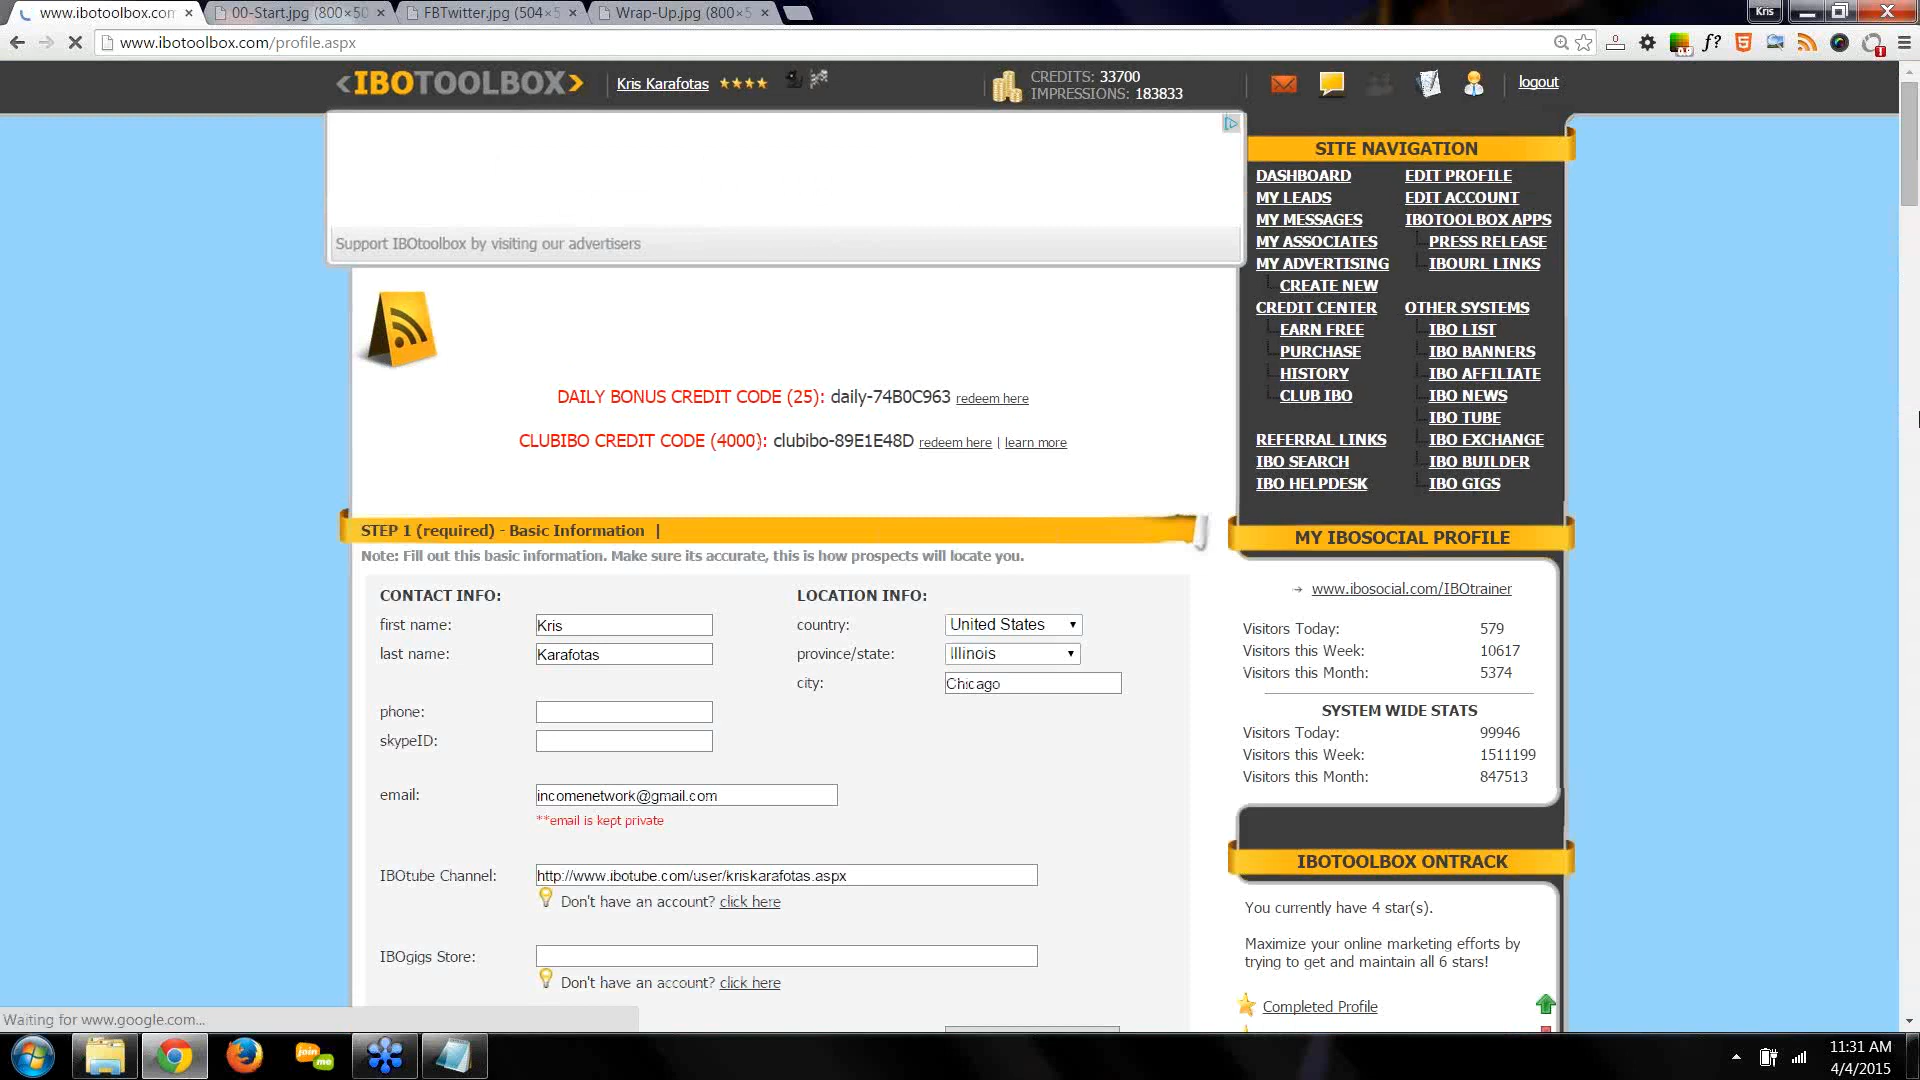 www.ibotoolbox.com
00-Start.jpg (800×50
FBTwitter.jpg (504×5
Wrap-Up.jpg (800×5
Kris
www.ibotoolbox.com/profile.aspx
<IBOTOOLBOX>
Kris Karafotas
CREDITS: 33700
IMPRESSIONS: 183833
logout
Support IBOtoolbox by visiting our advertisers
DAILY BONUS CREDIT CODE (25): daily-74B0C963 redeem here
CLUBIBO CREDIT CODE (4000): clubibo-89E1E48D redeem here | learn more
STEP 1 (required) - Basic Information |
Note: Fill out this basic information. Make sure its accurate, this is how prospects will locate you.
CONTACT INFO:
first name: Kris
last name: Karafotas
phone:
skypeID:
email: incomenetwork@gmail.com
**email is kept private
LOCATION INFO:
country: United States
province/state: Illinois
city: Chicago
IBOtube Channel: http://www.ibotube.com/user/kriskarafotas.aspx
Don't have an account? click here
IBOgigs Store:
Don't have an account? click here
SITE NAVIGATION
DASHBOARD
MY LEADS
MY MESSAGES
MY ASSOCIATES
MY ADVERTISING
CREATE NEW
CREDIT CENTER
EARN FREE
PURCHASE
HISTORY
CLUB IBO
REFERRAL LINKS
IBO SEARCH
IBO HELPDESK
EDIT PROFILE
EDIT ACCOUNT
IBOTOOLBOX APPS
PRESS RELEASE
IBOURL LINKS
OTHER SYSTEMS
IBO LIST
IBO BANNERS
IBO AFFILIATE
IBO NEWS
IBO TUBE
IBO EXCHANGE
IBO BUILDER
IBO GIGS
MY IBOSOCIAL PROFILE
www.ibosocial.com/IBOtrainer
Visitors Today: 579
Visitors this Week: 10617
Visitors this Month: 5374
SYSTEM WIDE STATS
Visitors Today: 99946
Visitors this Week: 1511199
Visitors this Month: 847513
IBOTOOLBOX ONTRACK
You currently have 4 star(s).
Maximize your online marketing efforts by
trying to get and maintain all 6 stars!
Completed Profile
Waiting for www.google.com...
join me
11:31 AM
4/4/2015